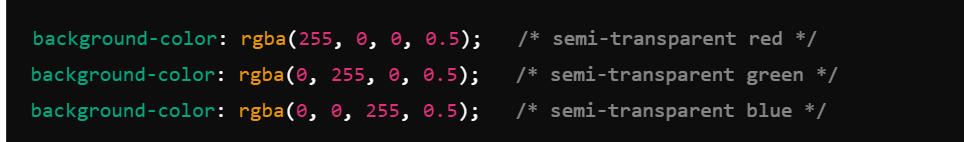 background-color: rgba(255, 0, 0, 0.5);   /* semi-transparent red */
background-color: rgba(0, 255, 0, 0.5);   /* semi-transparent green */
background-color: rgba(0, 0, 255, 0.5);   /* semi-transparent blue */